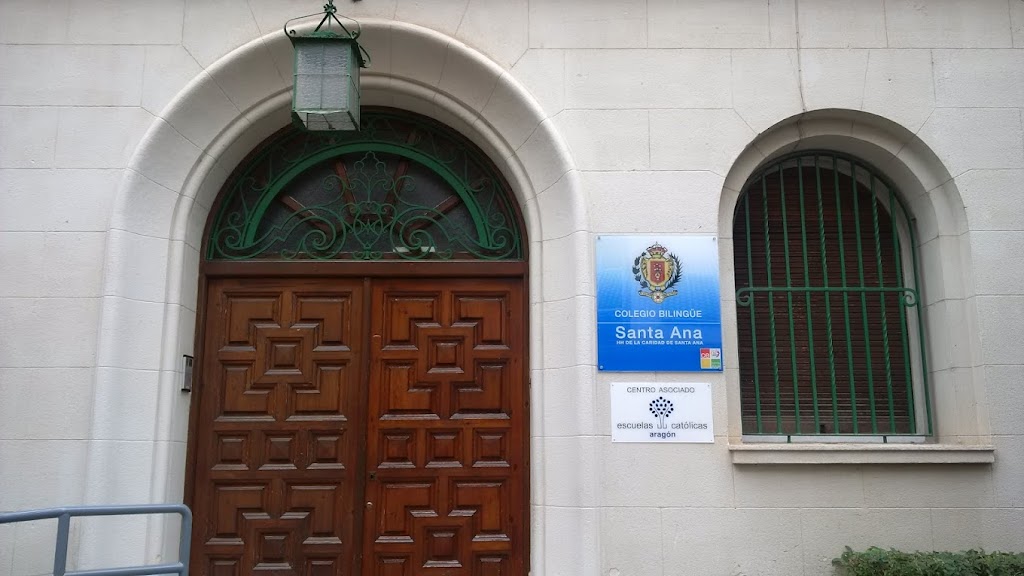 COLEGIO BILINGÜE
Santa Ana
HH DE LA CARIDAD DE SANTA ANA
CENTRO ASOCIADO
escuelas católicas
aragón